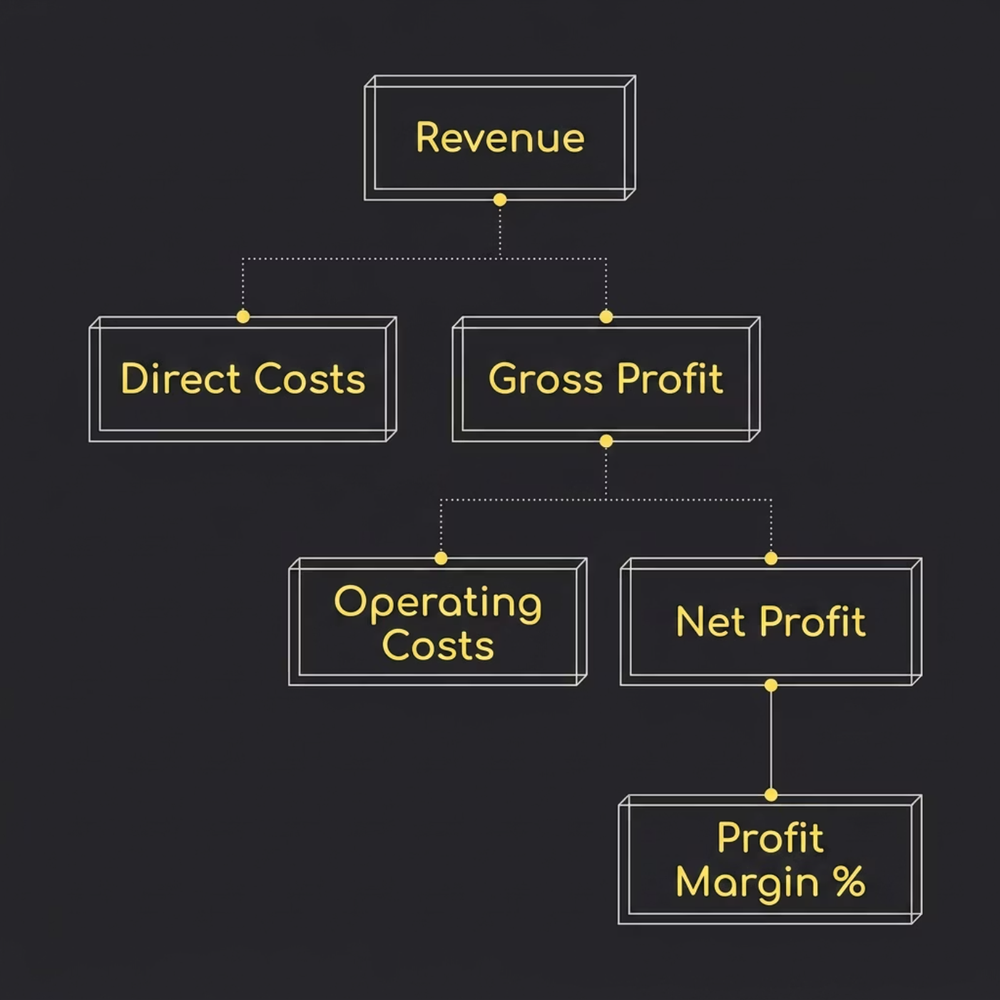 Revenue
Direct Costs
Gross Profit
Operating
Costs
Net Profit
Profit
Margin %